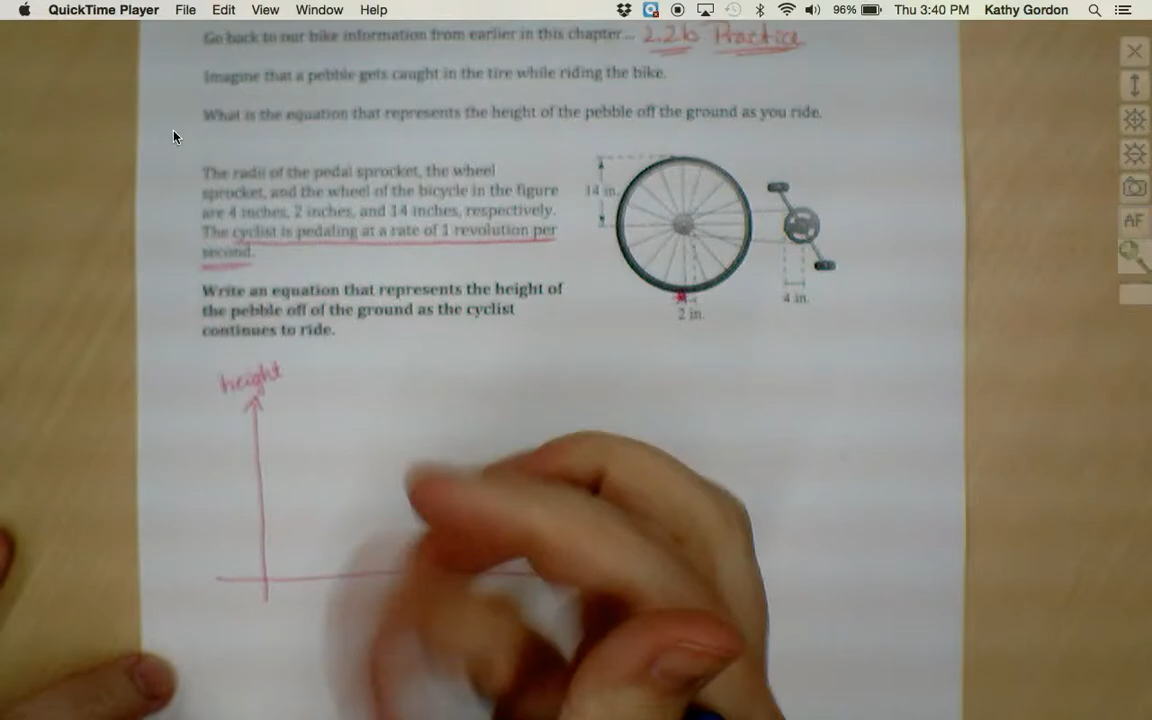 QuickTime Player File Edit View Window Help 96% Thu 3:40 PM Kathy Gordon
Go back to our bike information from earlier in this chapter... 2.2b Practice
Imagine that a pebble gets caught in the tire while riding the bike.
What is the equation that represents the height of the pebble off the ground as you ride.
The radii of the pedal sprocket, the wheel
sprocket, and the wheel of the bicycle in the figure
are 4 inches, 2 inches, and 14 inches, respectively.
The cyclist is pedaling at a rate of 1 revolution per
second.
14 in.
2 in.
4 in.
Write an equation that represents the height of
the pebble off of the ground as the cyclist
continues to ride.
height
AF